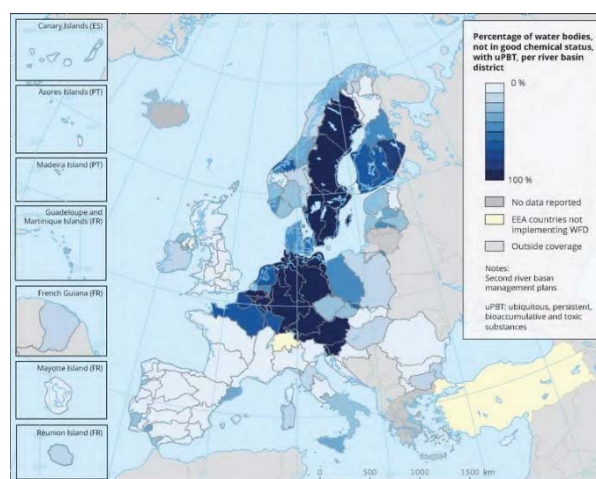 Canary Islands (ES)
Azores Islands (PT)
Madeira Island (PT)
Guadeloupe and
Martinique Islands (FR)
French Guiana (FR)
Mayotte Island (FR)
Réunion Island (FR)
Percentage of water bodies,
not in good chemical status,
with uPBT, per river basin
district
0 %
100 %
No data reported
EEA countries not
implementing WFD
Outside coverage
Notes:
Second river basin
management plans
uPBT: ubiquitous, persistent,
bioaccumulative and toxic
substances
0 500 1000 1500 km